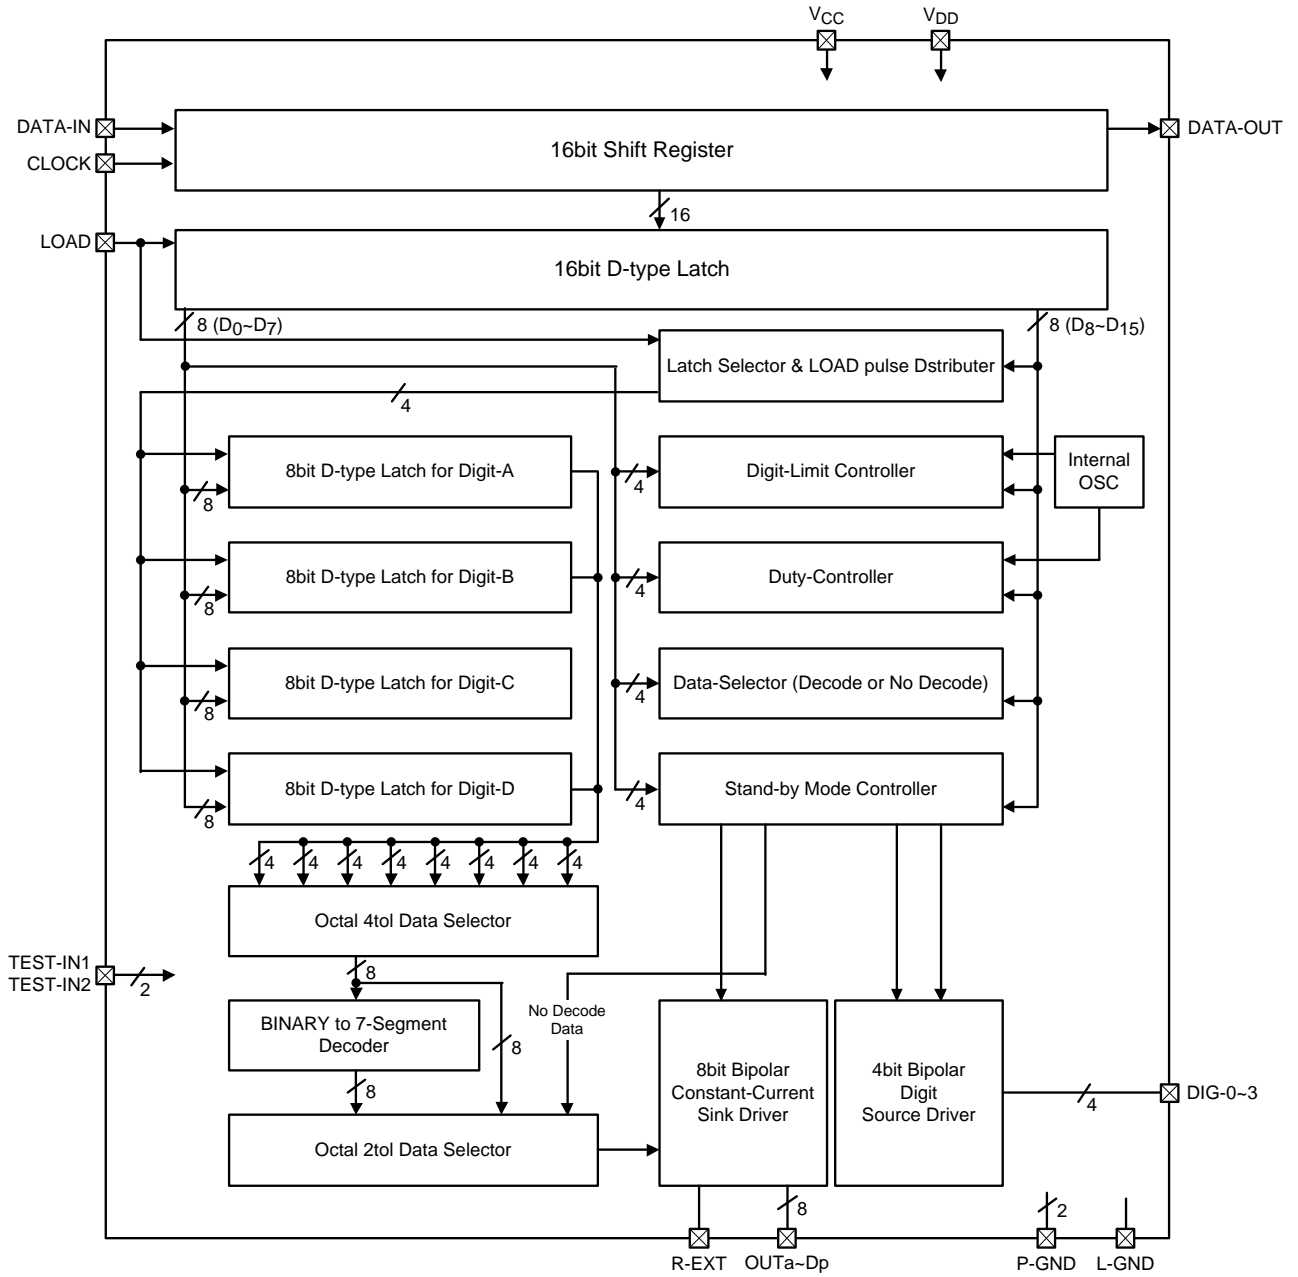 VCC
VDD
DATA-IN
CLOCK
16bit Shift Register
DATA-OUT
16
LOAD
16bit D-type Latch
8 (D0~D7)
8 (D8~D15)
Latch Selector & LOAD pulse Dstributer
4
8bit D-type Latch for Digit-A
8
4
Digit-Limit Controller
Internal
OSC
8bit D-type Latch for Digit-B
8
4
Duty-Controller
8bit D-type Latch for Digit-C
8
4
Data-Selector (Decode or No Decode)
8bit D-type Latch for Digit-D
8
4
Stand-by Mode Controller
4 4 4 4 4 4 4 4
Octal 4tol Data Selector
TEST-IN1
TEST-IN2
2
8
BINARY to 7-Segment
Decoder
8
No Decode
Data
8
Octal 2tol Data Selector
8bit Bipolar
Constant-Current
Sink Driver
4bit Bipolar
Digit
Source Driver
4
DIG-0~3
8
2
R-EXT
OUTa~Dp
P-GND
L-GND